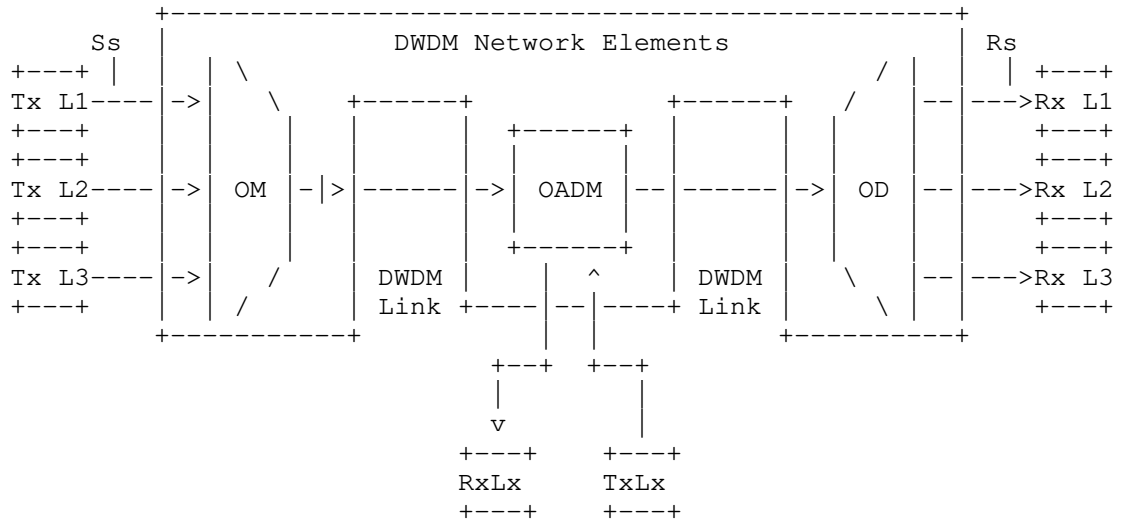 DWDM Network Elements
Ss Rs
Tx L1 Rx L1
Tx L2 OM OADM OD Rx L2
Tx L3 DWDM DWDM Rx L3
Link Link
v
RxLx TxLx